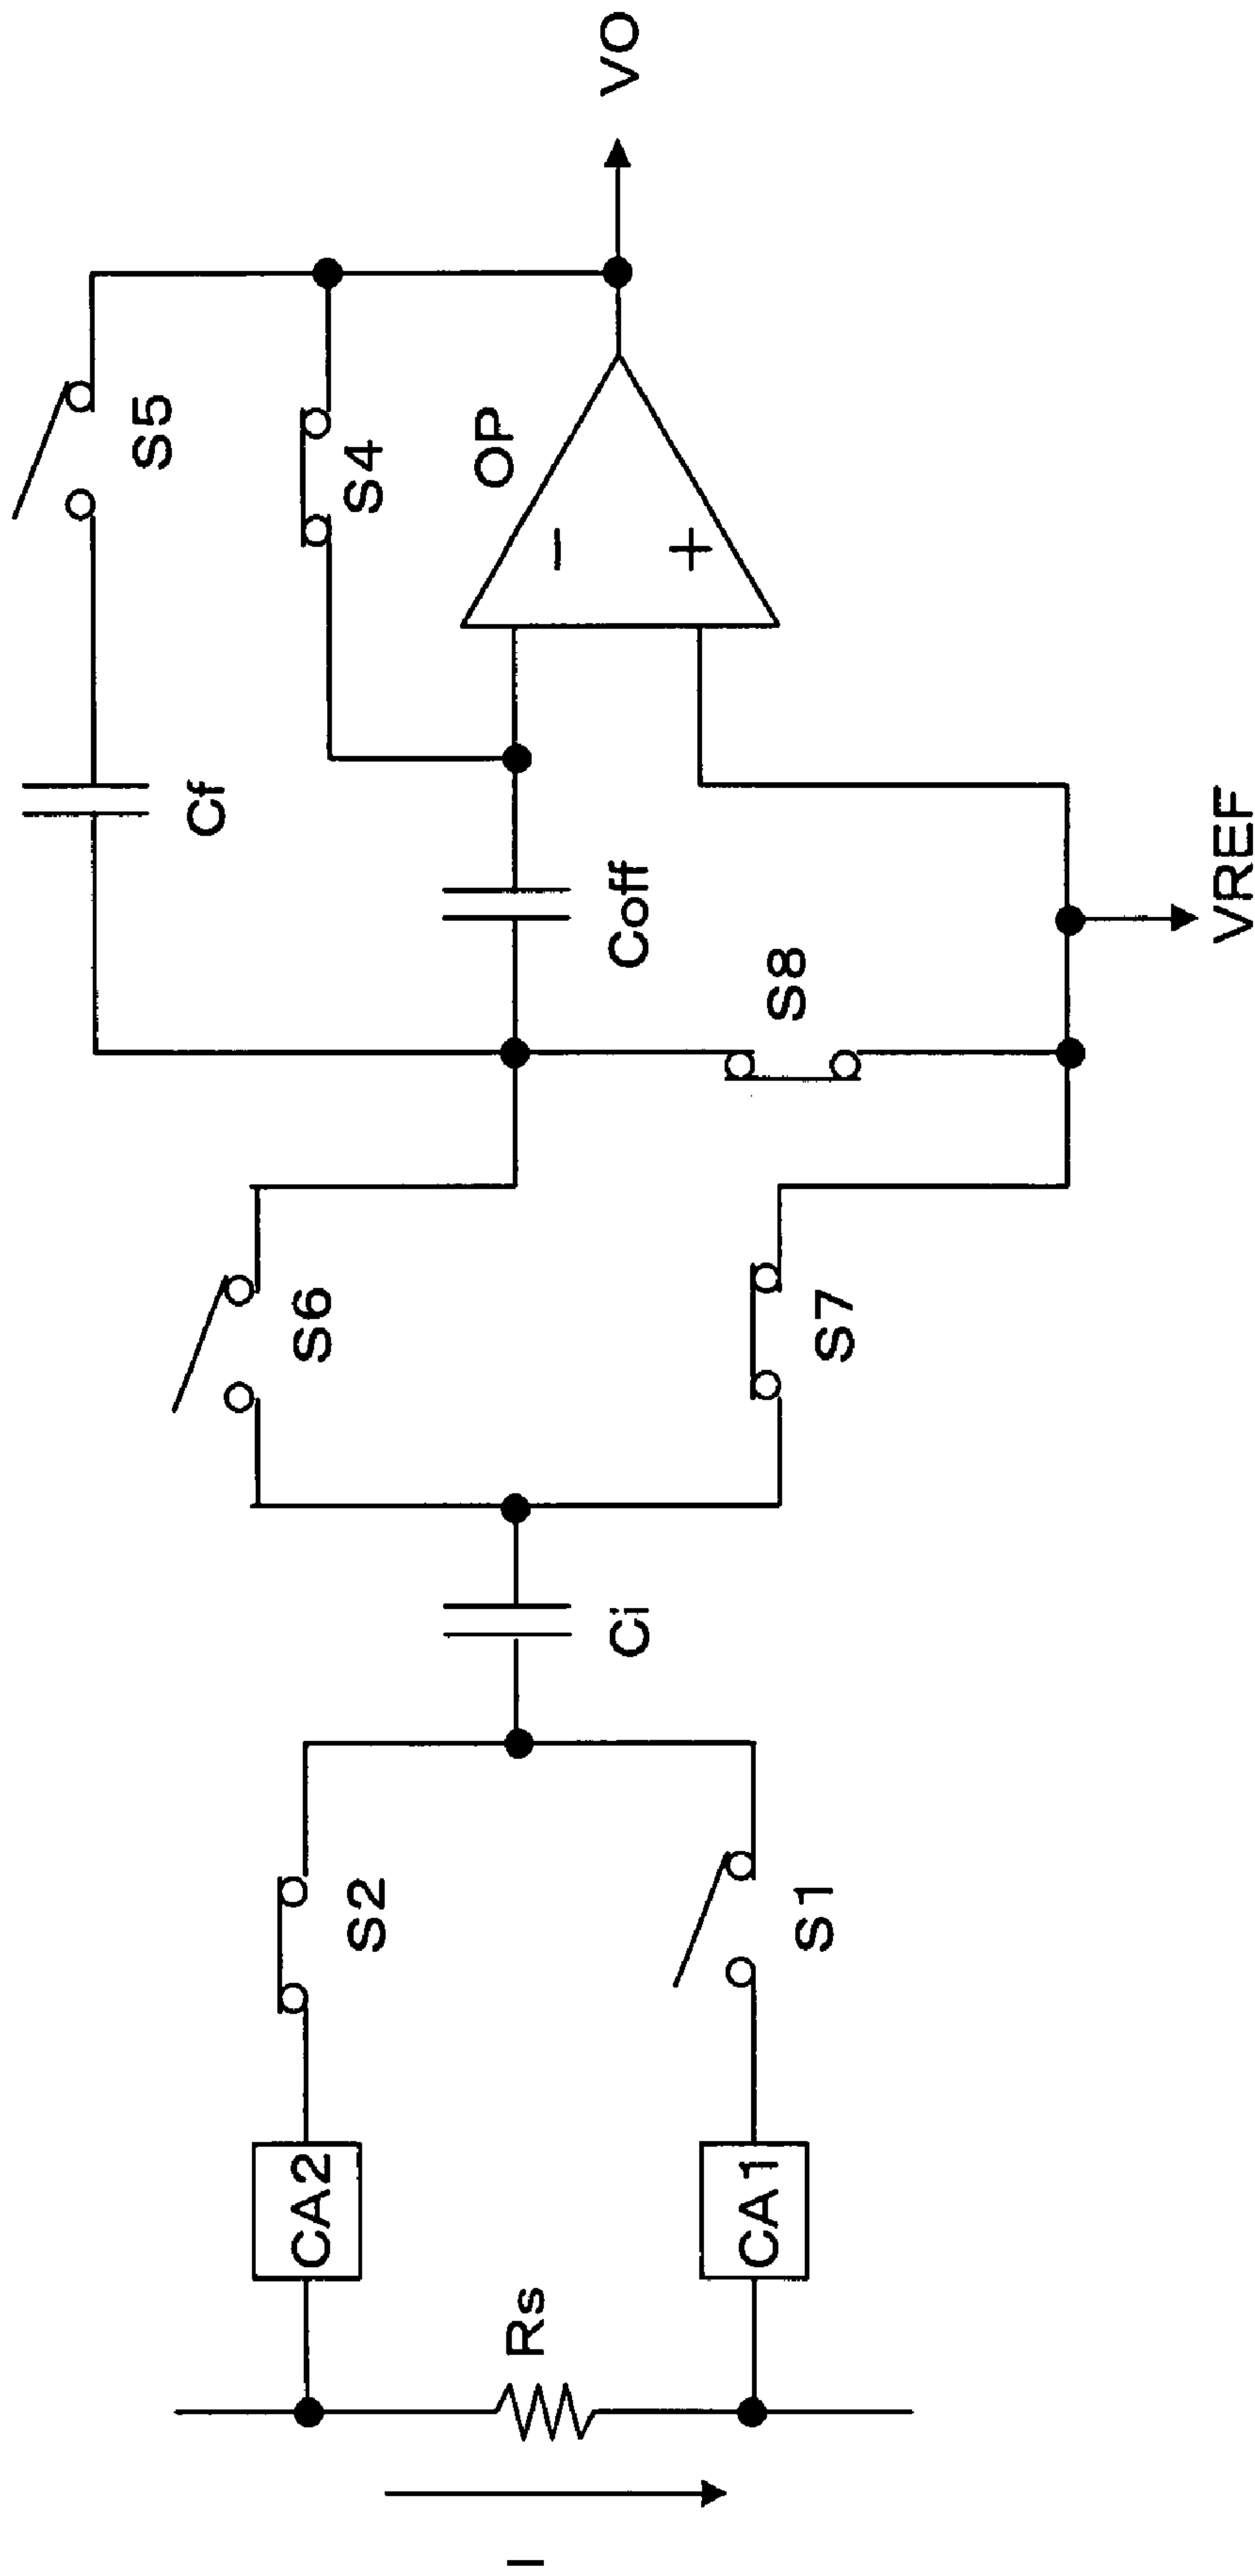 I
Rs
CA2
CA1
S2
S1
Ci
S6
S7
S8
Coff
Cf
S5
S4
OP
−
+
VREF
VO